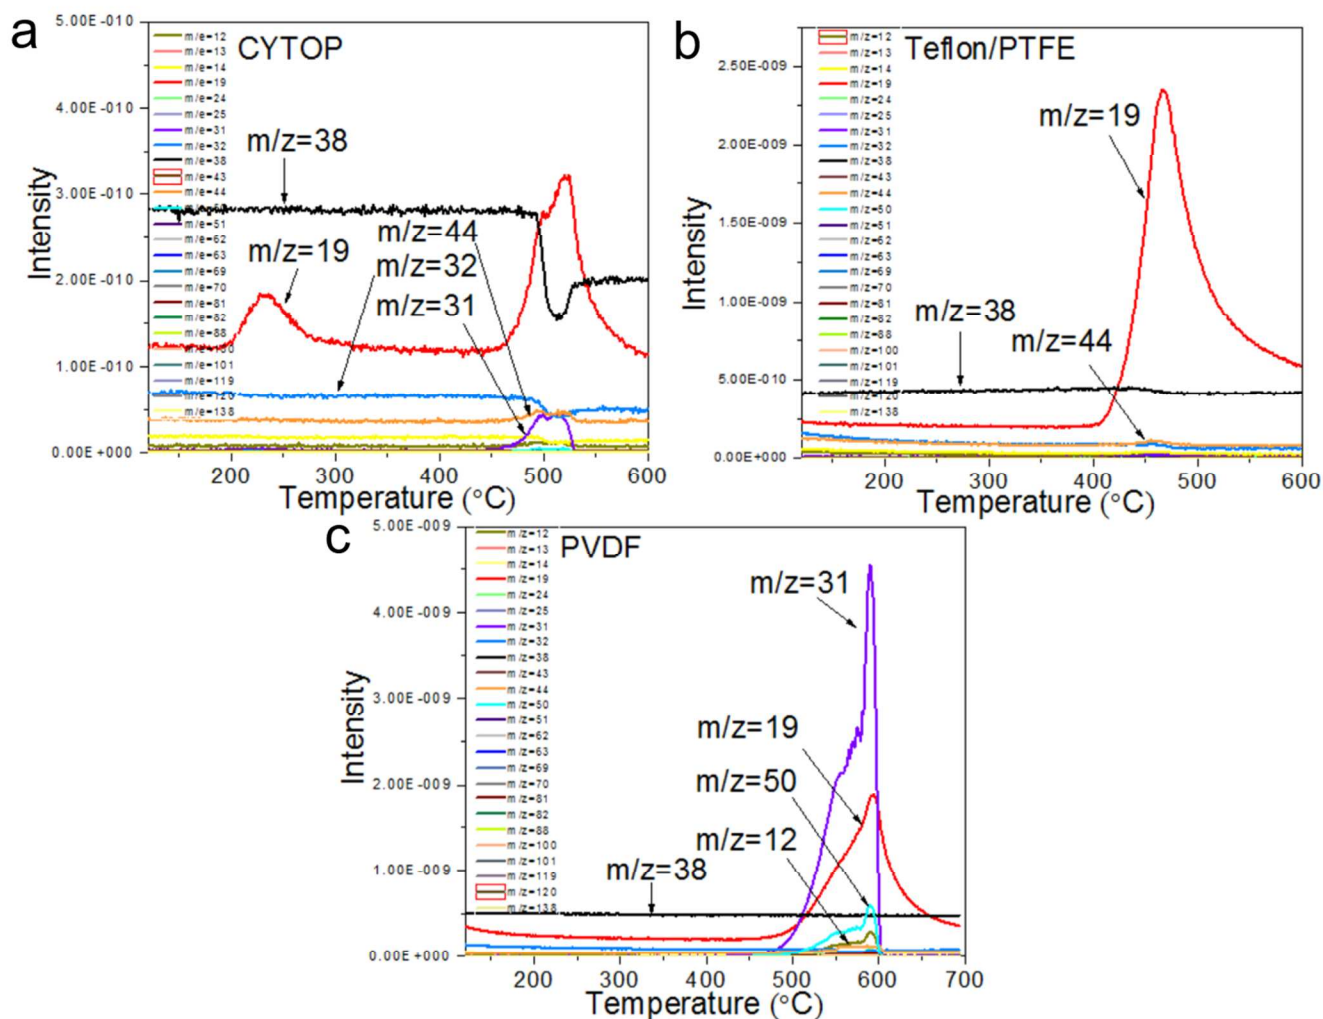 a
CYTOP
5.00E-010
4.00E-010
3.00E-010
2.00E-010
1.00E-010
0.00E+000
Intensity
m/e=12
m/e=13
m/e=14
m/e=19
m/e=24
m/e=25
m/e=31
m/e=32
m/e=38
m/e=43
m/e=44
m/e=51
m/e=62
m/e=63
m/e=69
m/e=70
m/e=81
m/e=82
m/e=88
m/e=101
m/e=119
m/e=138
m/z=38
m/z=19
m/z=44
m/z=32
m/z=31
200 300 400 500 600
Temperature (°C)
b
Teflon/PTFE
2.50E-009
2.00E-009
1.50E-009
1.00E-009
5.00E-010
0.00E+000
Intensity
m/z=12
m/z=13
m/z=14
m/z=19
m/z=24
m/z=25
m/z=31
m/z=32
m/z=38
m/z=43
m/z=44
m/z=50
m/z=51
m/z=62
m/z=63
m/z=69
m/z=70
m/z=81
m/z=82
m/z=88
m/z=100
m/z=101
m/z=119
m/z=120
m/z=138
m/z=19
m/z=38
m/z=44
200 300 400 500 600
Temperature (°C)
c
PVDF
5.00E-009
4.00E-009
3.00E-009
2.00E-009
1.00E-009
0.00E+000
Intensity
m/z=12
m/z=13
m/z=14
m/z=19
m/z=24
m/z=25
m/z=31
m/z=32
m/z=38
m/z=43
m/z=44
m/z=50
m/z=51
m/z=62
m/z=63
m/z=69
m/z=70
m/z=81
m/z=82
m/z=88
m/z=100
m/z=101
m/z=119
m/z=120
m/z=138
m/z=31
m/z=19
m/z=50
m/z=12
m/z=38
200 300 400 500 600 700
Temperature (°C)